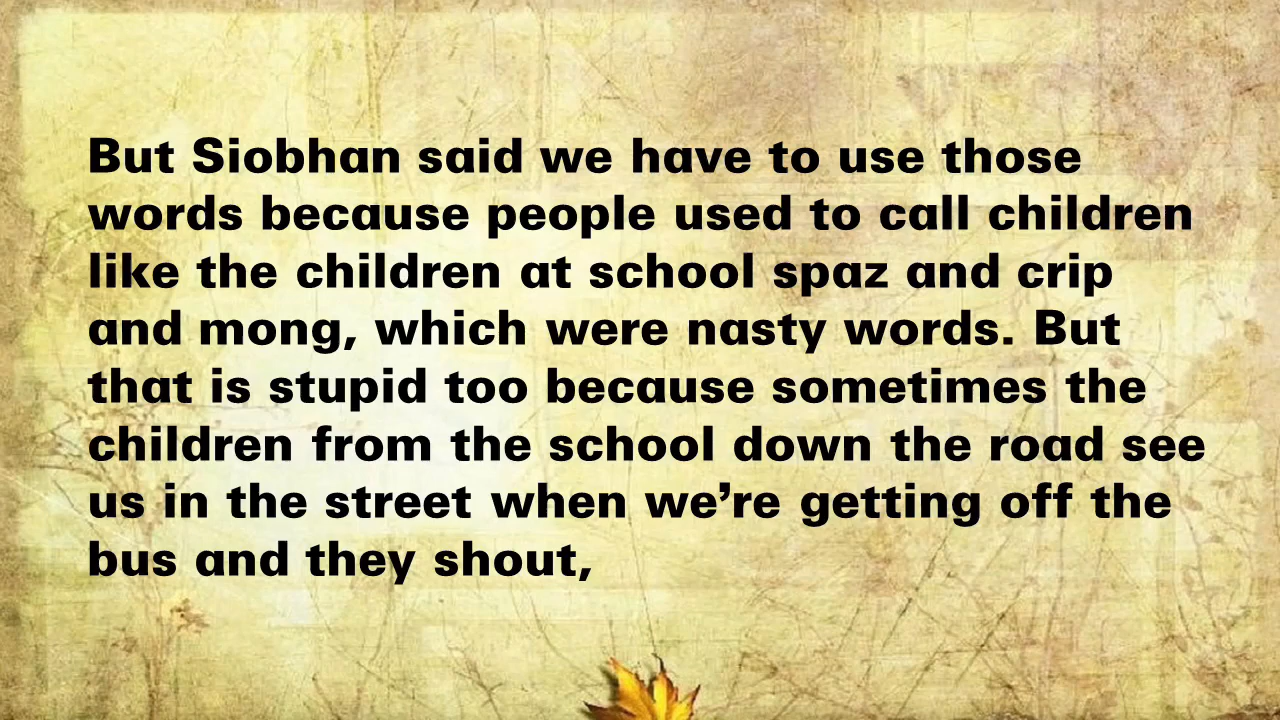 But Siobhan said we have to use those
words because people used to call children
like the children at school spaz and crip
and mong, which were nasty words. But
that is stupid too because sometimes the
children from the school down the road see
us in the street when we’re getting off the
bus and they shout,